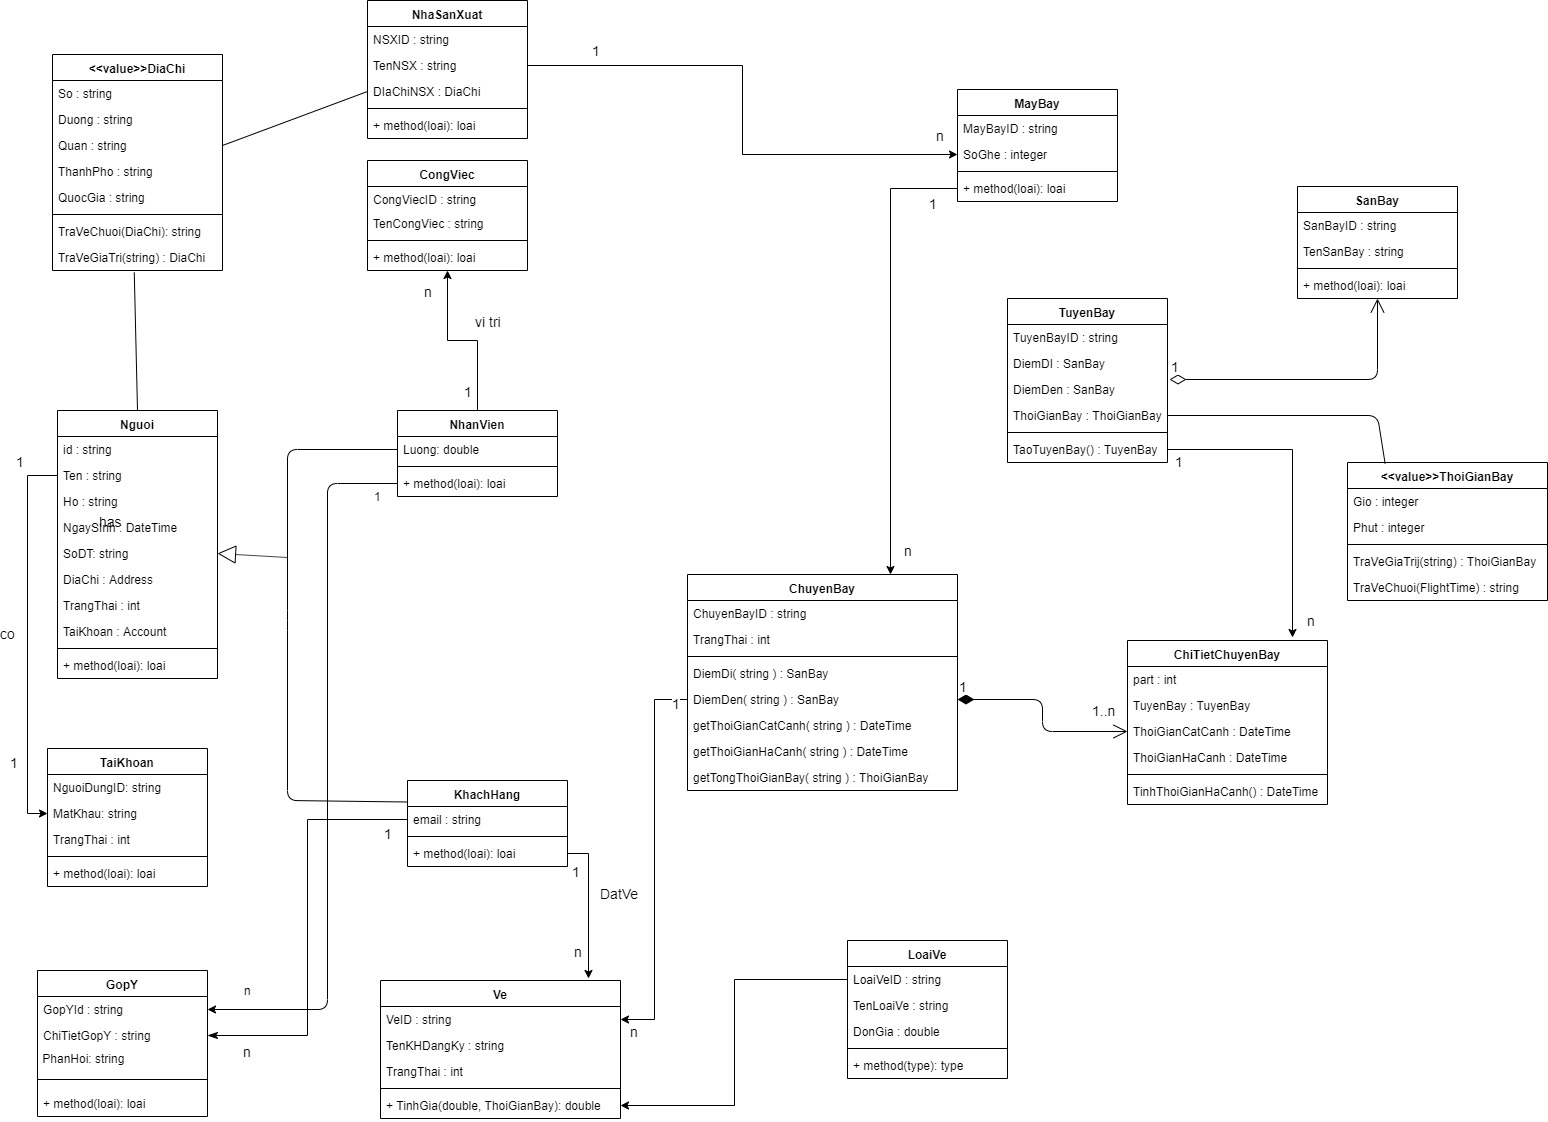 NhaSanXuat
NSXID : string
TenNSX : string
DIaChiNSX : DiaChi
+ method(loai): loai
1
n
<<value>>DiaChi
So : string
Duong : string
Quan : string
ThanhPho : string
QuocGia : string
TraVeChuoi(DiaChi): string
TraVeGiaTri(string) : DiaChi
MayBay
MayBayID : string
SoGhe : integer
+ method(loai): loai
1
n
CongViec
CongViecID : string
TenCongViec : string
+ method(loai): loai
n
vi tri
1
SanBay
SanBayID : string
TenSanBay : string
+ method(loai): loai
TuyenBay
TuyenBayID : string
DiemDI : SanBay
DiemDen : SanBay
ThoiGianBay : ThoiGianBay
TaoTuyenBay() : TuyenBay
1
1
n
<<value>>ThoiGianBay
Gio : integer
Phut : integer
TraVeGiaTrij(string) : ThoiGianBay
TraVeChuoi(FlightTime) : string
Nguoi
id : string
Ten : string
Ho : string
has
NgaySinh : DateTime
SoDT: string
DiaChi : Address
TrangThai : int
TaiKhoan : Account
+ method(loai): loai
1
co
1
NhanVien
Luong: double
+ method(loai): loai
1
ChuyenBay
ChuyenBayID : string
TrangThai : int
DiemDi( string ) : SanBay
DiemDen( string ) : SanBay
getThoiGianCatCanh( string ) : DateTime
getThoiGianHaCanh( string ) : DateTime
getTongThoiGianBay( string ) : ThoiGianBay
1
1
1..n
ChiTietChuyenBay
part : int
TuyenBay : TuyenBay
ThoiGianCatCanh : DateTime
ThoiGianHaCanh : DateTime
TinhThoiGianHaCanh() : DateTime
TaiKhoan
NguoiDungID: string
MatKhau: string
TrangThai : int
+ method(loai): loai
KhachHang
email : string
+ method(loai): loai
1
1
DatVe
n
n
GopY
GopYId : string
ChiTietGopY : string
PhanHoi: string
+ method(loai): loai
n
n
Ve
VeID : string
TenKHDangKy : string
TrangThai : int
+ TinhGia(double, ThoiGianBay): double
LoaiVe
LoaiVeID : string
TenLoaiVe : string
DonGia : double
+ method(type): type